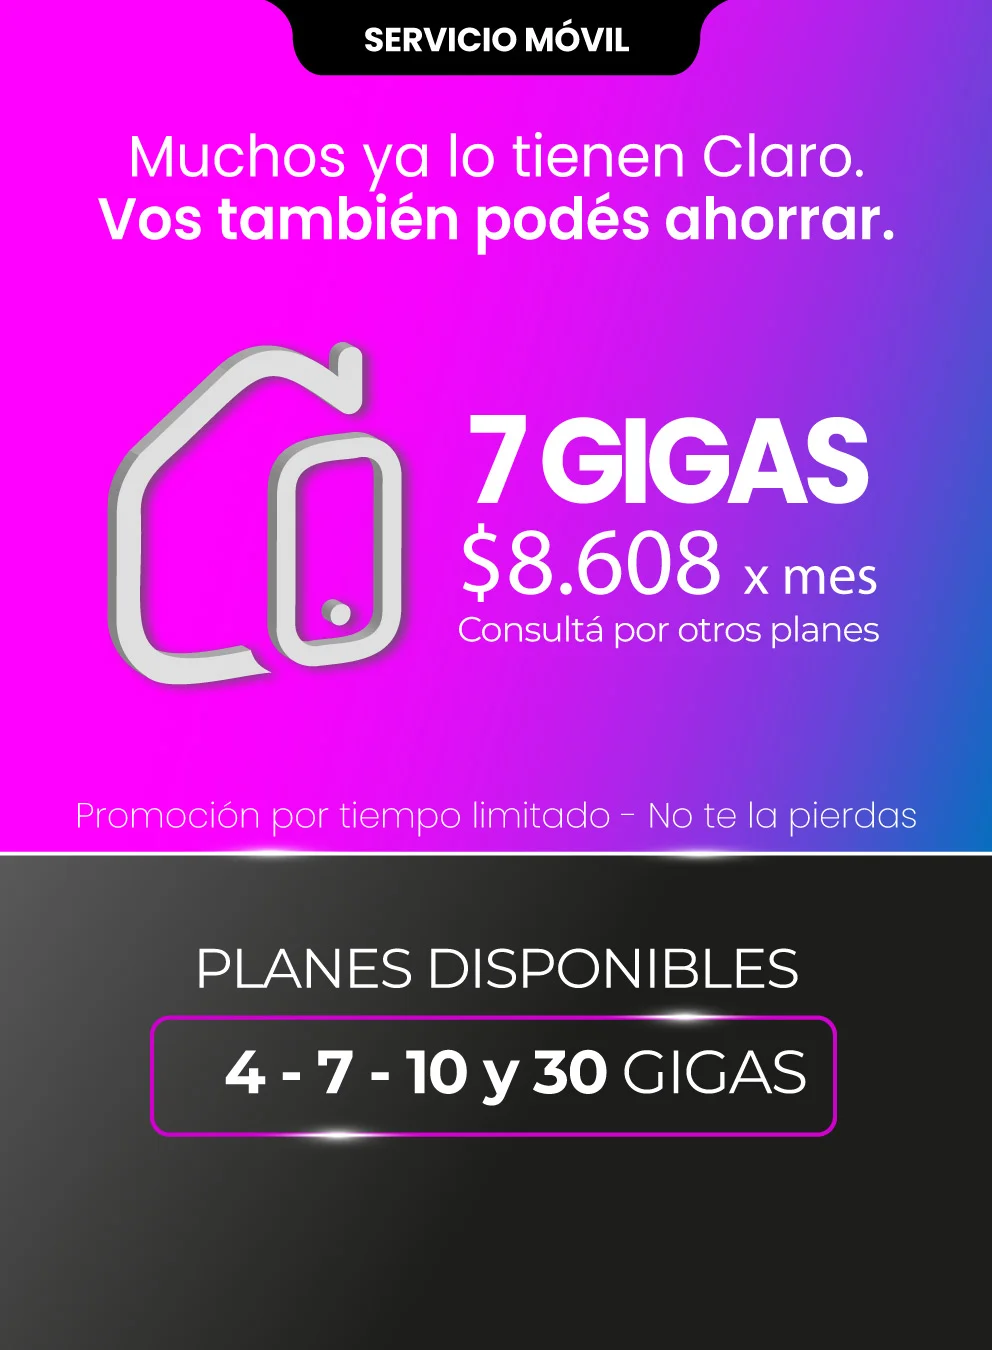 SERVICIO MÓVIL
Muchos ya lo tienen Claro.
Vos también podés ahorrar.
7 GIGAS
$8.608 x mes
Consultá por otros planes
Promoción por tiempo limitado - No te la pierdas
PLANES DISPONIBLES
4 - 7 - 10 y 30 GIGAS